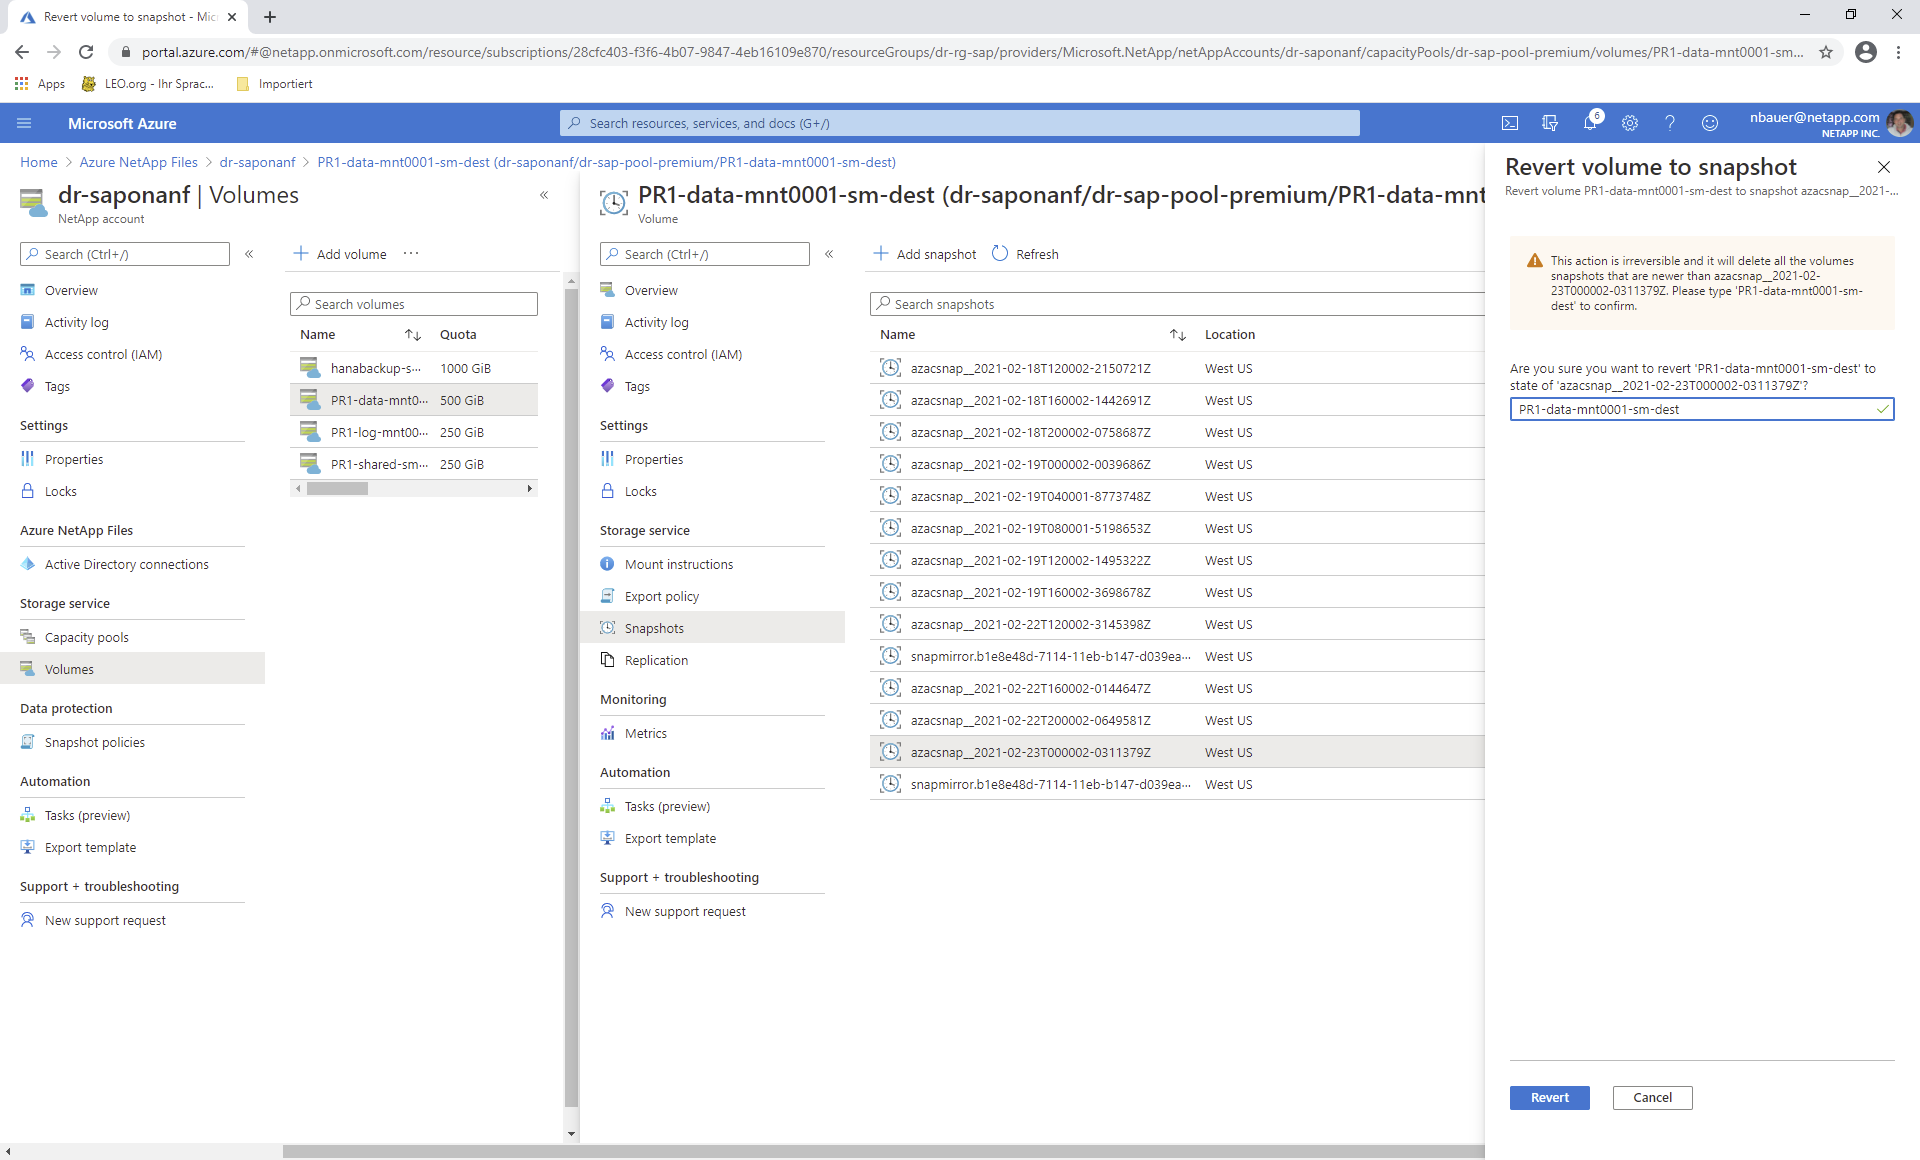 Revert volume to snapshot - Mic
portal.azure.com/#@netapp.onmicrosoft.com/resource/subscriptions/28cfc403-f3f6-4b07-9847-4eb16109e870/resourceGroups/dr-rg-sap/providers/Microsoft.NetApp/netAppAccounts/dr-saponanf/capacityPools/dr-sap-pool-premium/volumes/PR1-data-mnt0001-sm...
Apps LEO.org - Ihr Sprac... Importiert
Microsoft Azure
Search resources, services, and docs (G+/)
6
nbauer@netapp.com
NETAPP INC.
Home > Azure NetApp Files > dr-saponanf > PR1-data-mnt0001-sm-dest (dr-saponanf/dr-sap-pool-premium/PR1-data-mnt0001-sm-dest)
dr-saponanf | Volumes
NetApp account
Search (Ctrl+/)
Overview
Activity log
Access control (IAM)
Tags
Settings
Properties
Locks
Azure NetApp Files
Active Directory connections
Storage service
Capacity pools
Volumes
Data protection
Snapshot policies
Automation
Tasks (preview)
Export template
Support + troubleshooting
New support request
Add volume ...
Search volumes
Name Quota
hanabackup-s... 1000 GiB
PR1-data-mnt0... 500 GiB
PR1-log-mnt00... 250 GiB
PR1-shared-sm... 250 GiB
PR1-data-mnt0001-sm-dest (dr-saponanf/dr-sap-pool-premium/PR1-data-mnt
Volume
Search (Ctrl+/)
Overview
Activity log
Access control (IAM)
Tags
Settings
Properties
Locks
Storage service
Mount instructions
Export policy
Snapshots
Replication
Monitoring
Metrics
Automation
Tasks (preview)
Export template
Support + troubleshooting
New support request
Add snapshot Refresh
Search snapshots
Name Location
azacsnap__2021-02-18T120002-2150721Z West US
azacsnap__2021-02-18T160002-1442691Z West US
azacsnap__2021-02-18T200002-0758687Z West US
azacsnap__2021-02-19T000002-0039686Z West US
azacsnap__2021-02-19T040001-8773748Z West US
azacsnap__2021-02-19T080001-5198653Z West US
azacsnap__2021-02-19T120002-1495322Z West US
azacsnap__2021-02-19T160002-3698678Z West US
azacsnap__2021-02-22T120002-3145398Z West US
snapmirror.b1e8e48d-7114-11eb-b147-d039ea... West US
azacsnap__2021-02-22T160002-0144647Z West US
azacsnap__2021-02-22T200002-0649581Z West US
azacsnap__2021-02-23T000002-0311379Z West US
snapmirror.b1e8e48d-7114-11eb-b147-d039ea... West US
Revert volume to snapshot
Revert volume PR1-data-mnt0001-sm-dest to snapshot azacsnap__2021-...
This action is irreversible and it will delete all the volumes
snapshots that are newer than azacsnap__2021-02-
23T000002-0311379Z. Please type 'PR1-data-mnt0001-sm-
dest' to confirm.
Are you sure you want to revert 'PR1-data-mnt0001-sm-dest' to
state of 'azacsnap__2021-02-23T000002-0311379Z'?
PR1-data-mnt0001-sm-dest
Revert Cancel